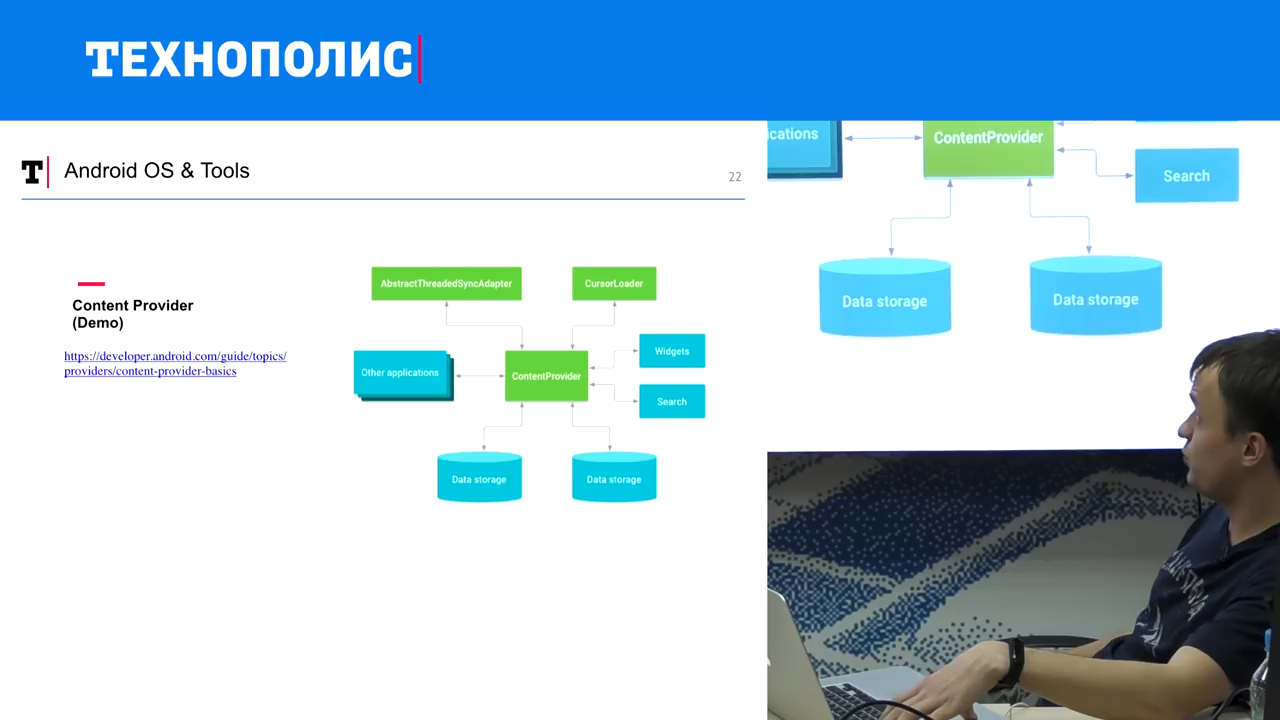 ТЕХНОПОЛИС
T
Android OS & Tools
22
Content Provider
(Demo)
https://developer.android.com/guide/topics/
providers/content-provider-basics
AbstractThreadedSyncAdapter
CursorLoader
Other applications
ContentProvider
Widgets
Search
Data storage
Data storage
ications
ContentProvider
Search
Data storage
Data storage